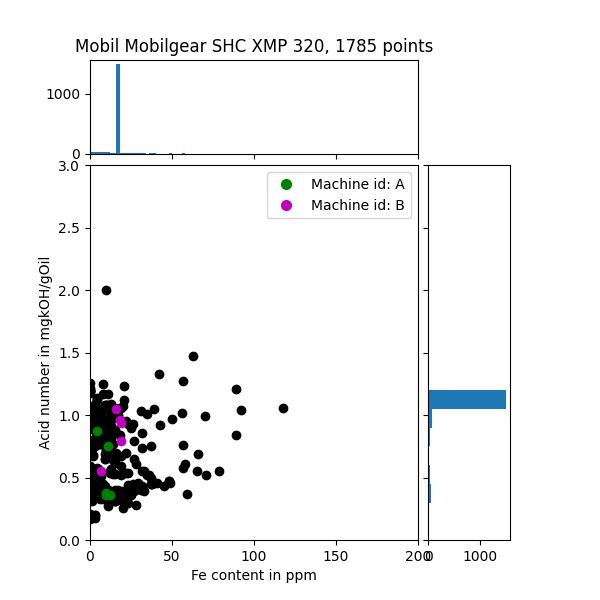 Mobil Mobilgear SHC XMP 320, 1785 points
1000
0
3.0
2.5
2.0
1.5
1.0
0.5
0.0
Acid number in mgkOH/gOil
Machine id: A
Machine id: B
0 50 100 150 200
0 1000
Fe content in ppm